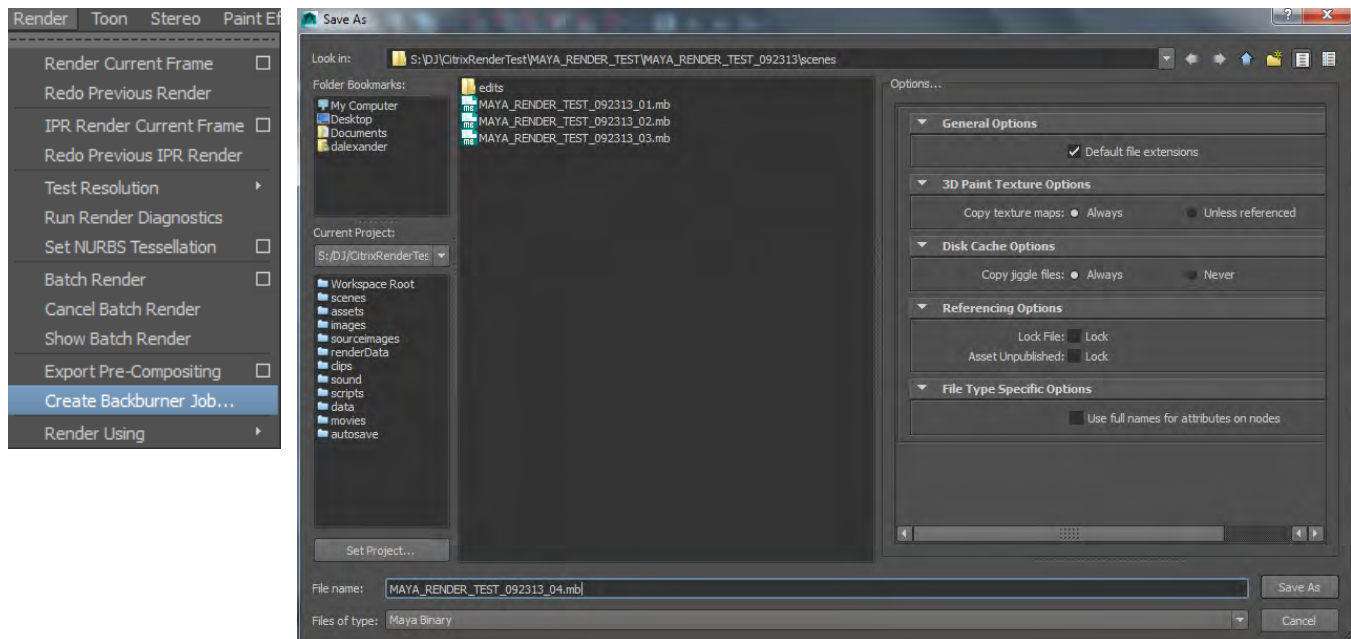 Render Toon Stereo Paint Ef
Render Current Frame
Redo Previous Render
IPR Render Current Frame
Redo Previous IPR Render
Test Resolution
Run Render Diagnostics
Set NURBS Tessellation
Batch Render
Cancel Batch Render
Show Batch Render
Export Pre-Compositing
Create Backburner Job...
Render Using
Save As
Look in: S:\DJ\CitrixRenderTest\MAYA_RENDER_TEST\MAYA_RENDER_TEST_092313\scenes
Folder Bookmarks:
My Computer
Desktop
Documents
dalexander
Current Project:
S:/DJ/CitrixRenderTes
Workspace Root
scenes
assets
images
sourceimages
renderData
clips
sound
scripts
data
movies
autosave
Set Project...
edits
MAYA_RENDER_TEST_092313_01.mb
MAYA_RENDER_TEST_092313_02.mb
MAYA_RENDER_TEST_092313_03.mb
Options...
General Options
Default file extensions
3D Paint Texture Options
Copy texture maps: Always Unless referenced
Disk Cache Options
Copy jiggle files: Always Never
Referencing Options
Lock File: Lock
Asset Unpublished: Lock
File Type Specific Options
Use full names for attributes on nodes
File name: MAYA_RENDER_TEST_092313_04.mb Save As
Files of type: Maya Binary Cancel